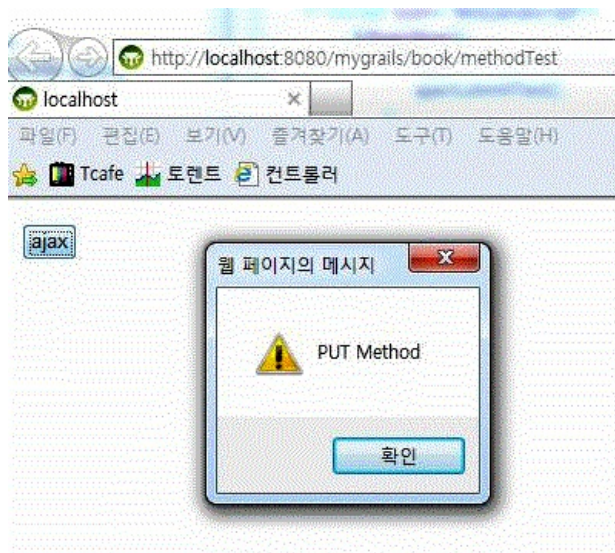 http://localhost:8080/mygrails/book/methodTest
localhost
파일(F) 편집(E) 보기(V) 즐겨찾기(A) 도구(T) 도움말(H)
Tcafe 토렌트 컨트롤러
ajax
웹 페이지의 메시지
PUT Method
확인